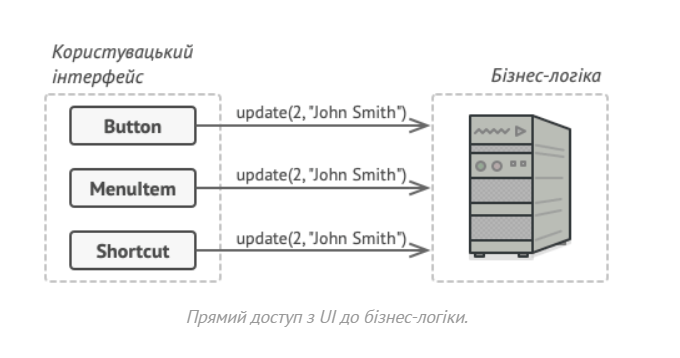 Користувацький
інтерфейс
Бізнес-логіка
Button
update(2, "John Smith")
MenuItem
update(2, "John Smith")
Shortcut
update(2, "John Smith")
Прямий доступ з UI до бізнес-логіки.